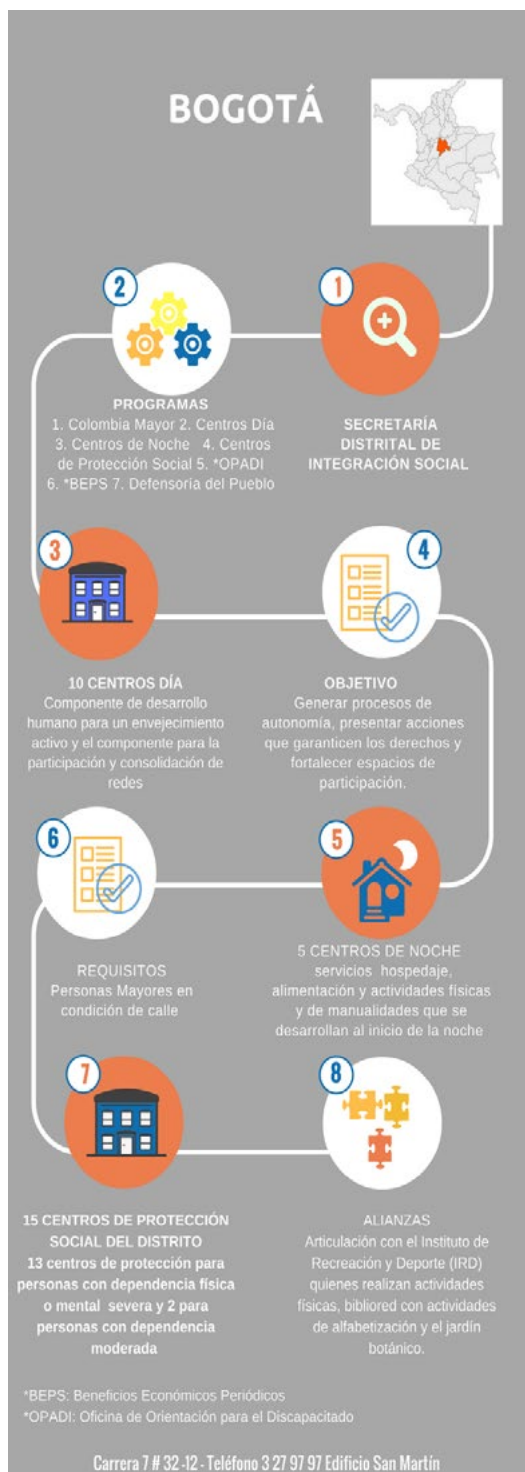 BOGOTÁ
1
SECRETARÍA
DISTRITAL DE
INTEGRACIÓN SOCIAL
2
PROGRAMAS
1. Colombia Mayor 2. Centros Día
3. Centros de Noche 4. Centros
de Protección Social 5. *OPADI
6. *BEPS 7. Defensoría del Pueblo
3
10 CENTROS DÍA
Componente de desarrollo
humano para un envejecimiento
activo y el componente para la
participación y consolidación de
redes
4
OBJETIVO
Generar procesos de
autonomía, presentar acciones
que garanticen los derechos y
fortalecer espacios de
participación.
5
5 CENTROS DE NOCHE
servicios hospedaje,
alimentación y actividades físicas
y de manualidades que se
desarrollan al inicio de la noche
6
REQUISITOS
Personas Mayores en
condición de calle
7
15 CENTROS DE PROTECCIÓN
SOCIAL DEL DISTRITO
13 centros de protección para
personas con dependencia física
o mental severa y 2 para
personas con dependencia
moderada
8
ALIANZAS
Articulación con el Instituto de
Recreación y Deporte (IRD)
quienes realizan actividades
físicas, bibliored con actividades
de alfabetización y el jardín
botánico.
*BEPS: Beneficios Económicos Periódicos
*OPADI: Oficina de Orientación para el Discapacitado
Carrera 7 # 32 -12 - Teléfono 3 27 97 97 Edificio San Martín